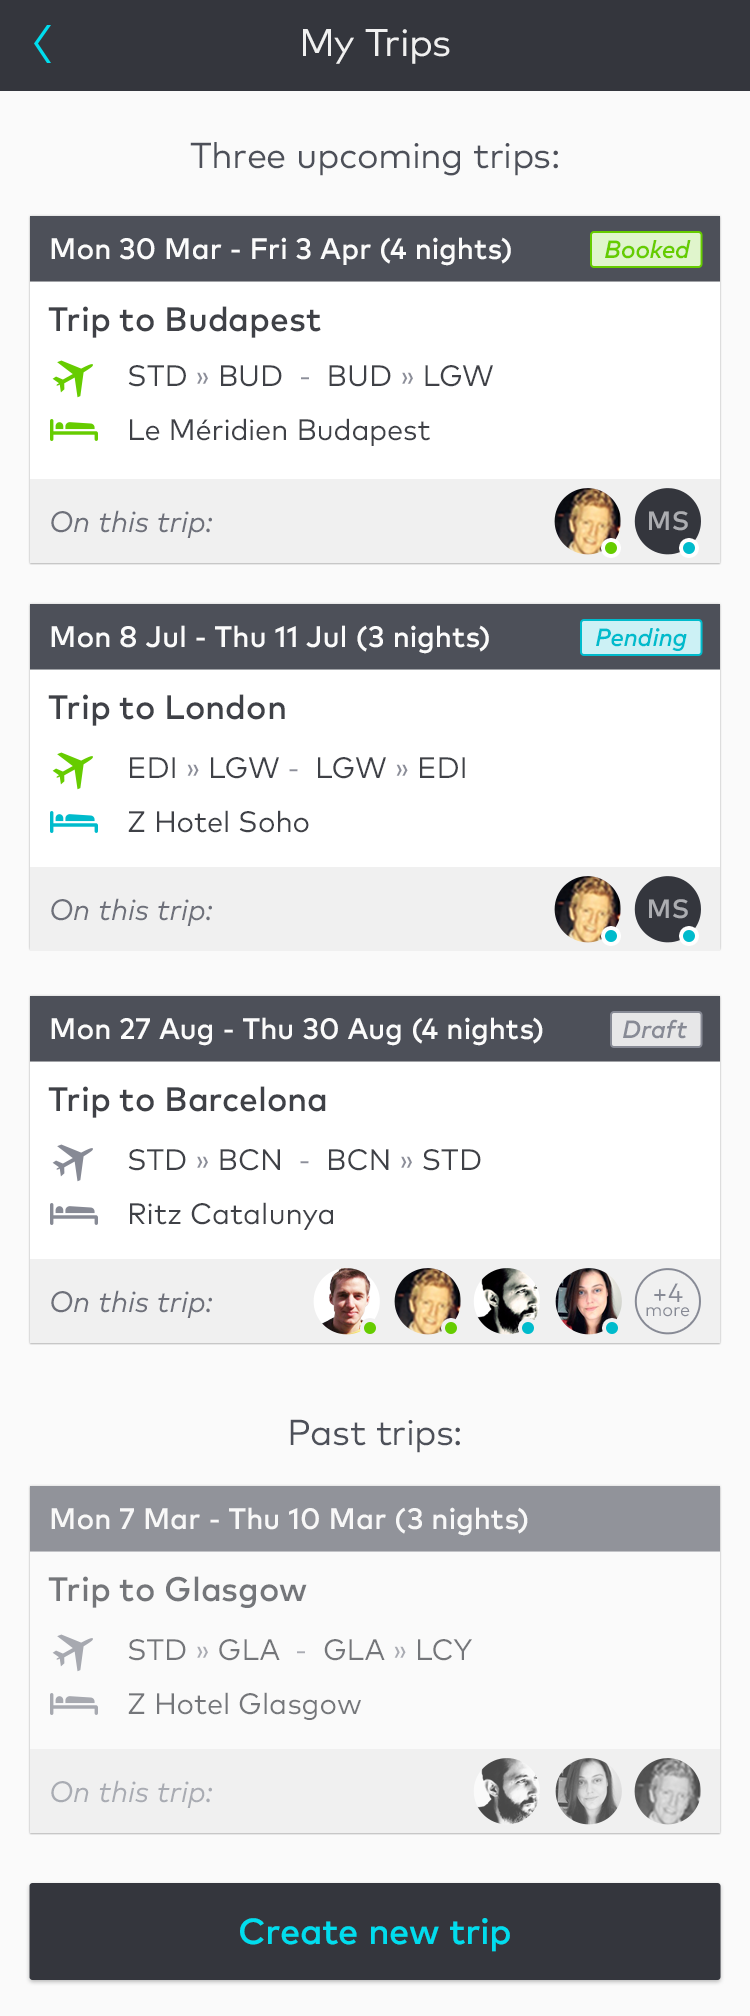 My Trips
Three upcoming trips:
Mon 30 Mar - Fri 3 Apr (4 nights) Booked
Trip to Budapest
STD » BUD - BUD » LGW
Le Méridien Budapest
On this trip: MS
Mon 8 Jul - Thu 11 Jul (3 nights) Pending
Trip to London
EDI » LGW - LGW » EDI
Z Hotel Soho
On this trip: MS
Mon 27 Aug - Thu 30 Aug (4 nights) Draft
Trip to Barcelona
STD » BCN - BCN » STD
Ritz Catalunya
On this trip: +4
more
Past trips:
Mon 7 Mar - Thu 10 Mar (3 nights)
Trip to Glasgow
STD » GLA - GLA » LCY
Z Hotel Glasgow
On this trip:
Create new trip